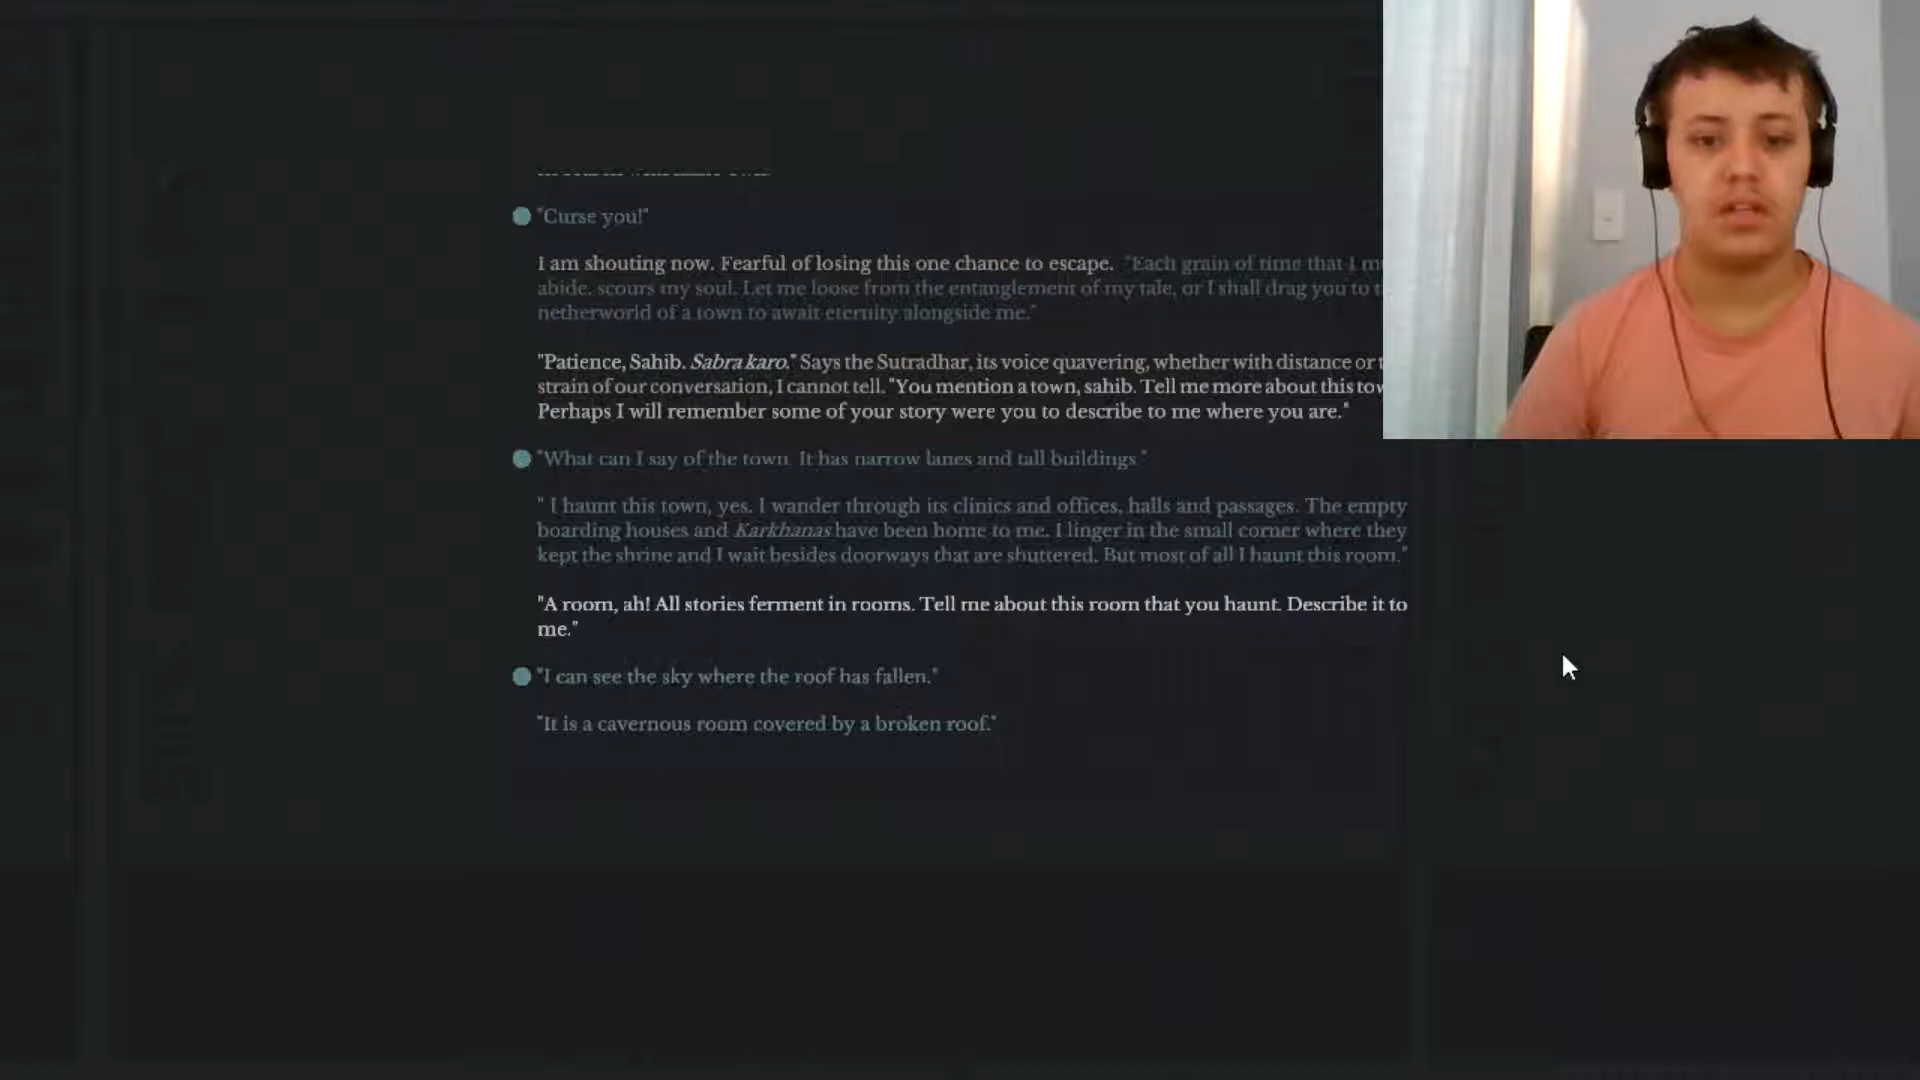 "Curse you!"
I am shouting now. Fearful of losing this one chance to escape. "Each grain of time that I
abide, scours my soul. Let me loose from the entanglement of my tale, or I shall drag you to
netherworld of a town to await eternity alongside me."
"Patience, Sahib. Sabra karo." Says the Sutradhar, its voice quavering, whether with distance or
strain of our conversation, I cannot tell. "You mention a town, sahib. Tell me more about this
Perhaps I will remember some of your story were you to describe to me where you are."
"What can I say of the town. It has narrow lanes and tall buildings."
" I haunt this town, yes. I wander through its clinics and offices, halls and passages. The empty
boarding houses and Karkhanas have been home to me. I linger in the small corner where they
kept the shrine and I wait besides doorways that are shuttered. But most of all I haunt this room."
"A room, ah! All stories ferment in rooms. Tell me about this room that you haunt. Describe it to
me."
"I can see the sky where the roof has fallen."
"It is a cavernous room covered by a broken roof."